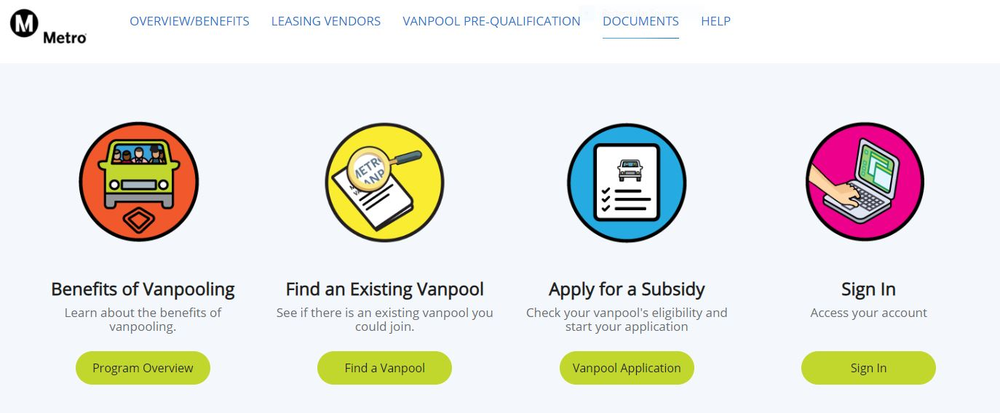 M
Metro
OVERVIEW/BENEFITS
LEASING VENDORS
VANPOOL PRE-QUALIFICATION
DOCUMENTS
HELP
METRO
VANP
Benefits of Vanpooling
Learn about the benefits of
vanpooling.
Program Overview
Find an Existing Vanpool
See if there is an existing vanpool you
could join.
Find a Vanpool
Apply for a Subsidy
Check your vanpool's eligibility and
start your application
Vanpool Application
Sign In
Access your account
Sign In